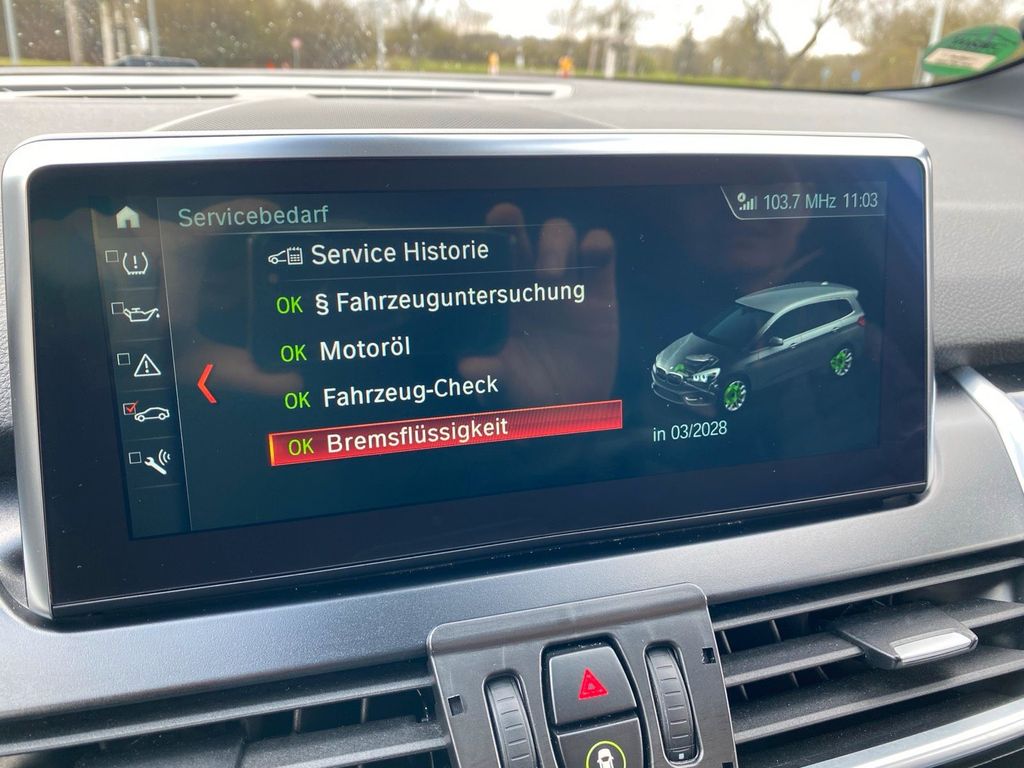 Servicebedarf
103.7 MHz 11:03
Service Historie
OK § Fahrzeuguntersuchung
OK Motoröl
OK Fahrzeug-Check
OK Bremsflüssigkeit
in 03/2028